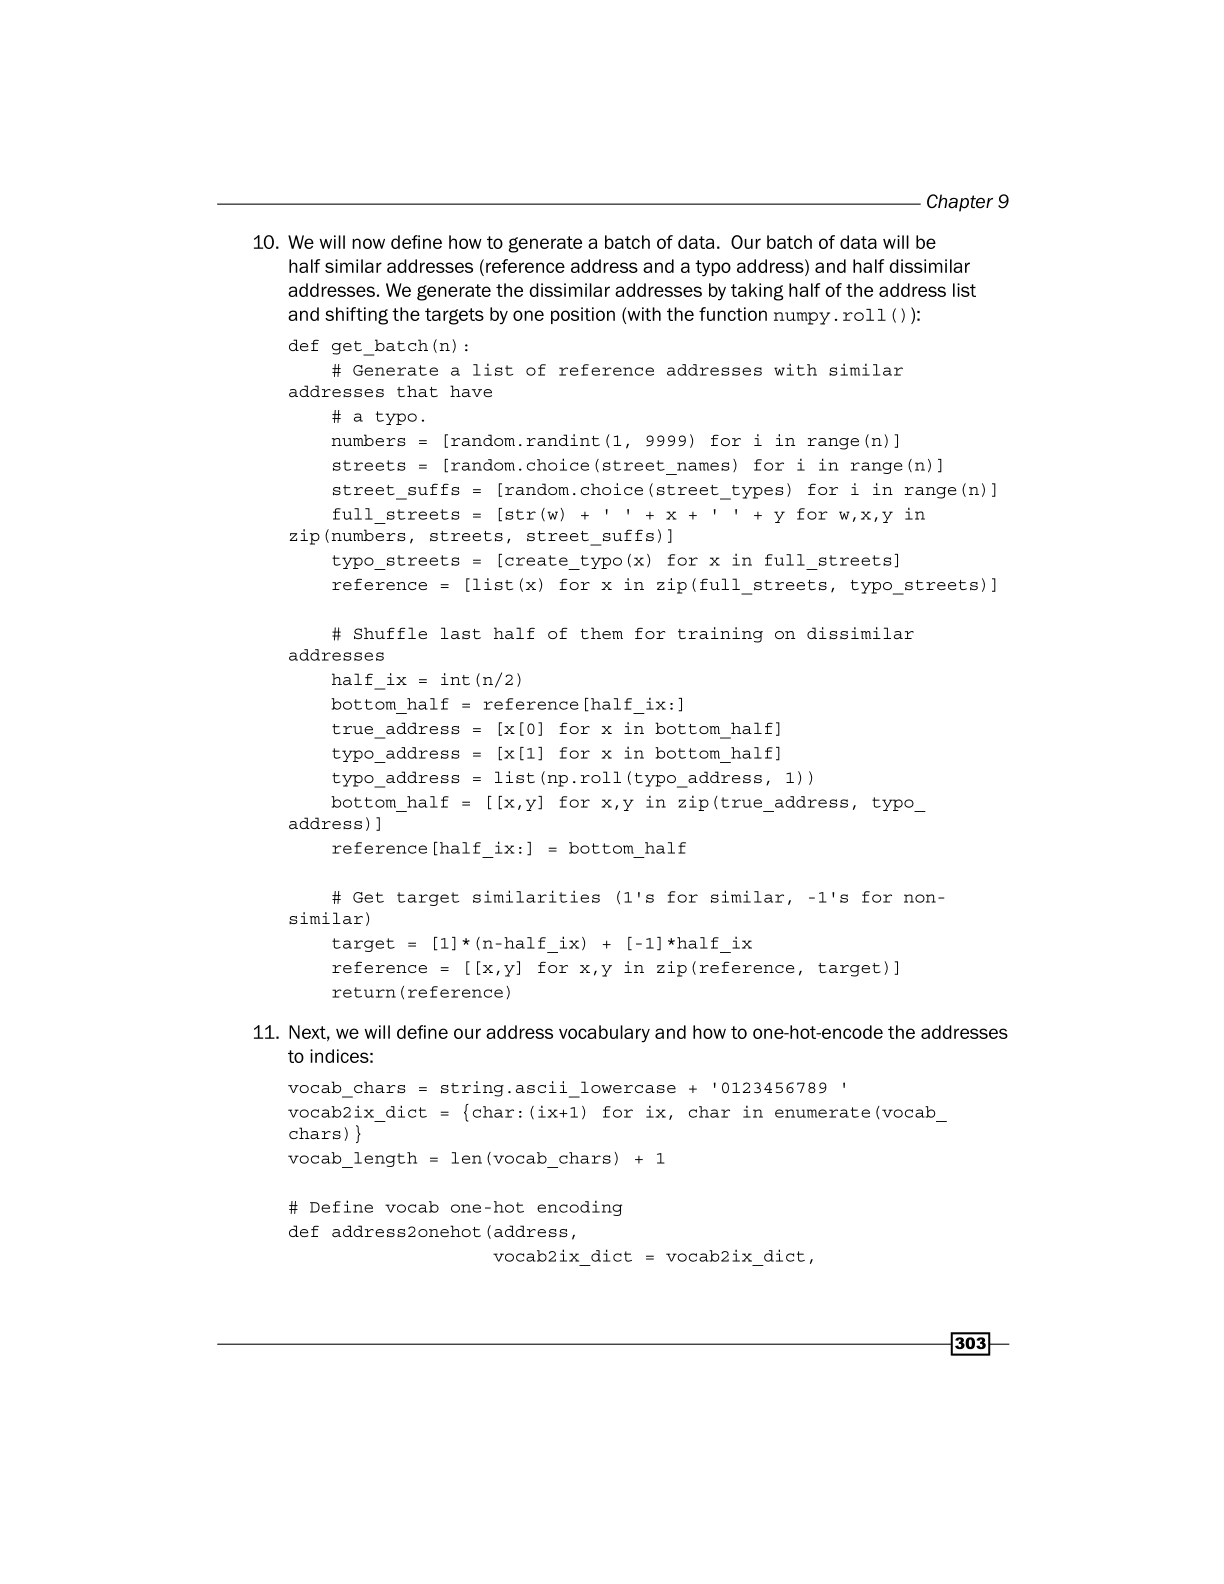 Chapter 9
10. We will now define how to generate a batch of data.  Our batch of data will be
half similar addresses (reference address and a typo address) and half dissimilar
addresses. We generate the dissimilar addresses by taking half of the address list
and shifting the targets by one position (with the function numpy.roll()):
def get_batch(n):
    # Generate a list of reference addresses with similar
addresses that have
    # a typo.
    numbers = [random.randint(1, 9999) for i in range(n)]
    streets = [random.choice(street_names) for i in range(n)]
    street_suffs = [random.choice(street_types) for i in range(n)]
    full_streets = [str(w) + ' ' + x + ' ' + y for w,x,y in
zip(numbers, streets, street_suffs)]
    typo_streets = [create_typo(x) for x in full_streets]
    reference = [list(x) for x in zip(full_streets, typo_streets)]

    # Shuffle last half of them for training on dissimilar
addresses
    half_ix = int(n/2)
    bottom_half = reference[half_ix:]
    true_address = [x[0] for x in bottom_half]
    typo_address = [x[1] for x in bottom_half]
    typo_address = list(np.roll(typo_address, 1))
    bottom_half = [[x,y] for x,y in zip(true_address, typo_
address)]
    reference[half_ix:] = bottom_half

    # Get target similarities (1's for similar, -1's for non-
similar)
    target = [1]*(n-half_ix) + [-1]*half_ix
    reference = [[x,y] for x,y in zip(reference, target)]
    return(reference)
11. Next, we will define our address vocabulary and how to one-hot-encode the addresses
to indices:
vocab_chars = string.ascii_lowercase + '0123456789 '
vocab2ix_dict = {char:(ix+1) for ix, char in enumerate(vocab_
chars)}
vocab_length = len(vocab_chars) + 1

# Define vocab one-hot encoding
def address2onehot(address,
                   vocab2ix_dict = vocab2ix_dict,
303